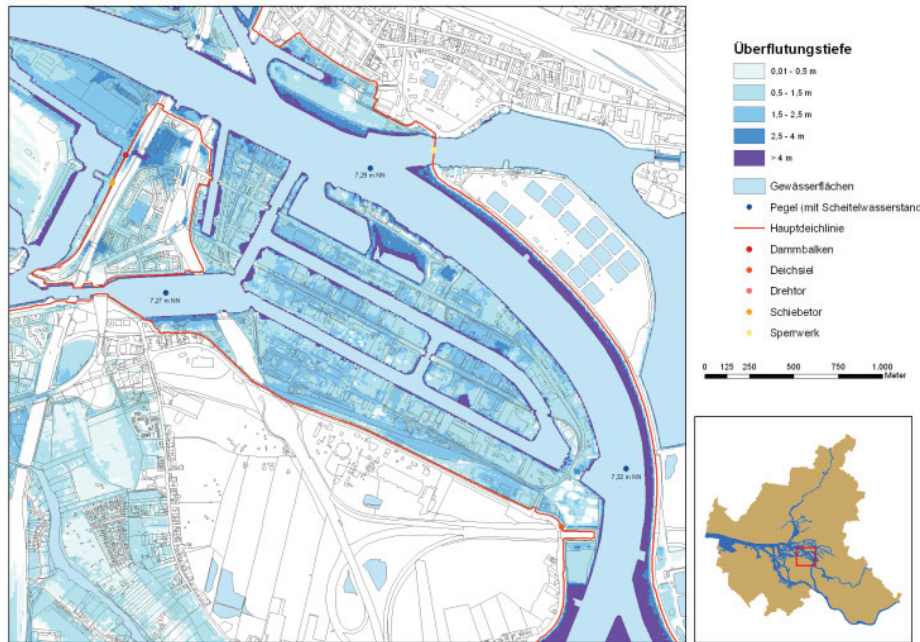 7,29 m NN
7,27 m NN
7,32 m NN
Überflutungstiefe
0,01 - 0,5 m
0,5 - 1,5 m
1,5 - 2,5 m
2,5 - 4 m
> 4 m
Gewässerflächen
Pegel (mit Scheitelwasserstand
Hauptdeichlinie
Dammbalken
Deichsiel
Drehtor
Schiebetor
Sperrwerk
0 125 250 500 750 1.000
Meter